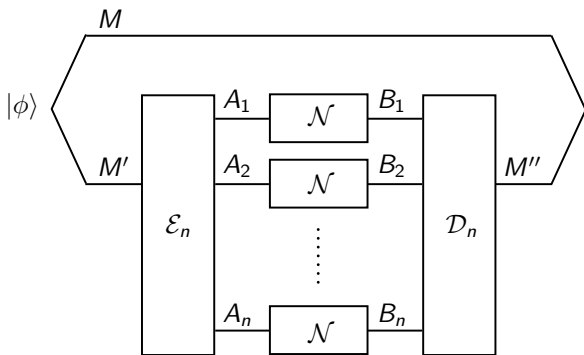 M
|ϕ⟩
A₁ 𝒩 B₁
M′ A₂ 𝒩 B₂ M″
ℰₙ 𝒟ₙ
Aₙ 𝒩 Bₙ